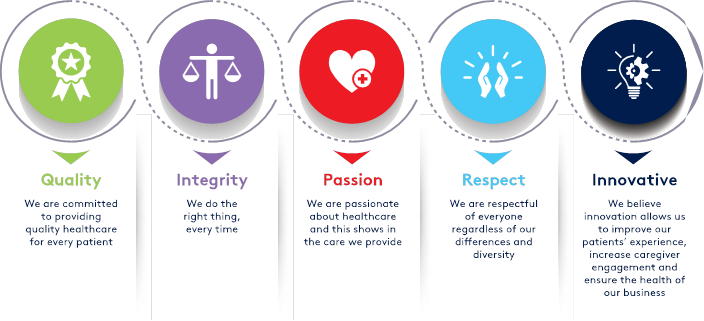 Quality
We are committed
to providing
quality healthcare
for every patient
Integrity
We do the
right thing,
every time
Passion
We are passionate
about healthcare
and this shows in
the care we provide
Respect
We are respectful
of everyone
regardless of our
differences and
diversity
Innovative
We believe
innovation allows us
to improve our
patients’ experience,
increase caregiver
engagement and
ensure the health of
our business